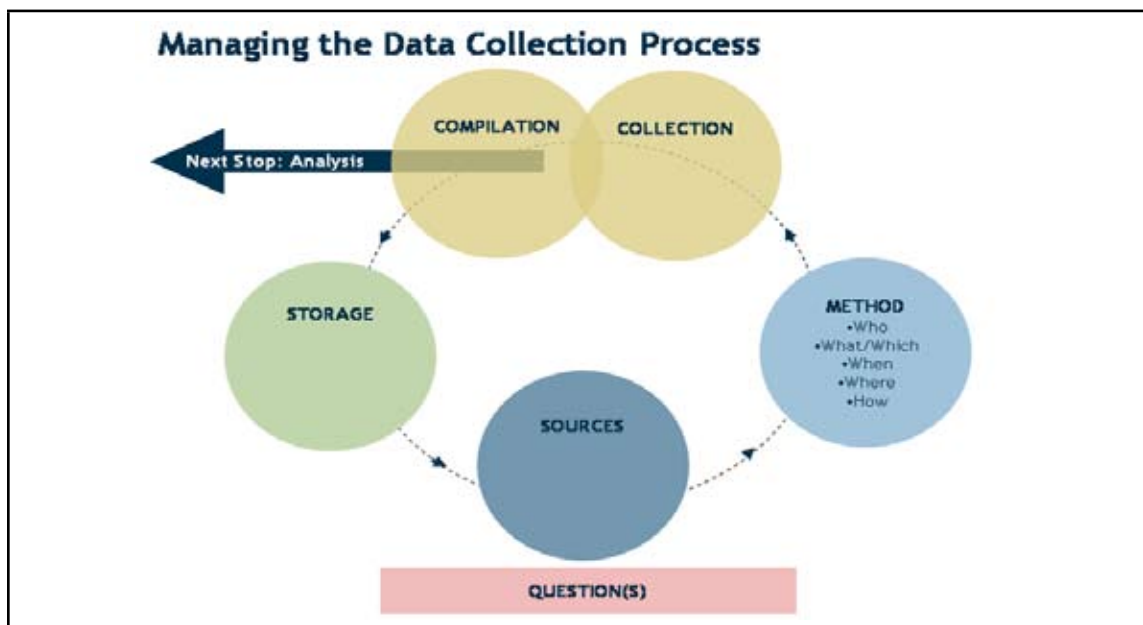 Managing the Data Collection Process
COMPILATION
COLLECTION
Next Stop: Analysis
STORAGE
METHOD
•Who
•What/Which
•When
•Where
•How
SOURCES
QUESTION(S)